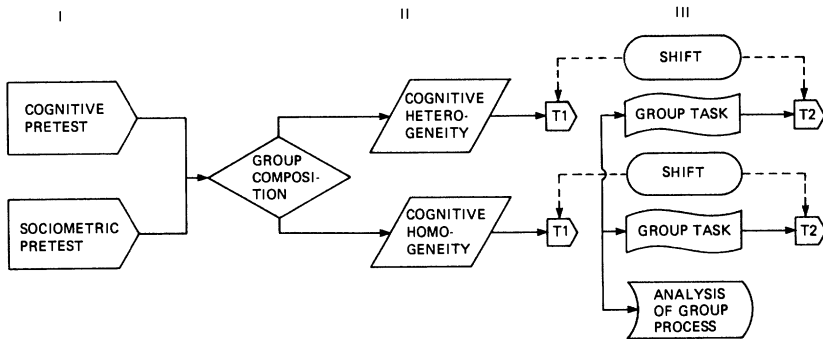 I
II
III
COGNITIVE
PRETEST
SOCIOMETRIC
PRETEST
GROUP
COMPOSI-
TION
COGNITIVE
HETERO-
GENEITY
COGNITIVE
HOMO-
GENEITY
T1
SHIFT
GROUP TASK
T2
T1
SHIFT
GROUP TASK
T2
ANALYSIS
OF GROUP
PROCESS